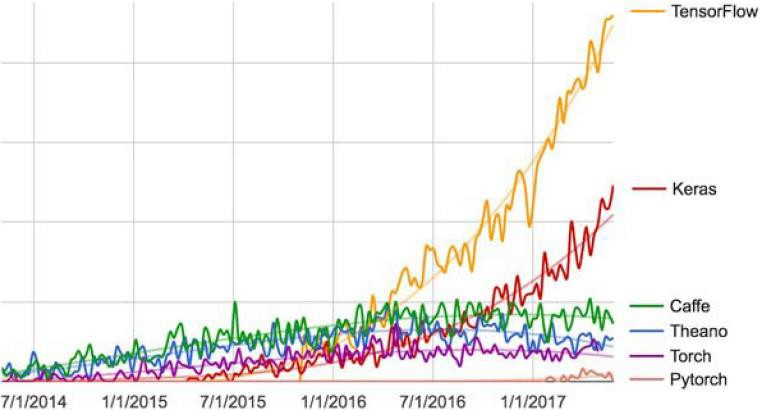 TensorFlow
Keras
Caffe
Theano
Torch
Pytorch
7/1/2014 1/1/2015 7/1/2015 1/1/2016 7/1/2016 1/1/2017